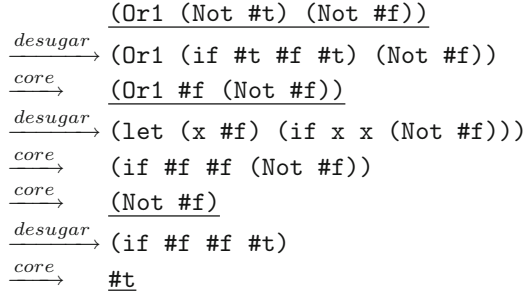 (Or1 (Not #t) (Not #f))
desugar→ (Or1 (if #t #f #t) (Not #f))
core→ (Or1 #f (Not #f))
desugar→ (let (x #f) (if x x (Not #f)))
core→ (if #f #f (Not #f))
core→ (Not #f)
desugar→ (if #f #f #t)
core→ #t